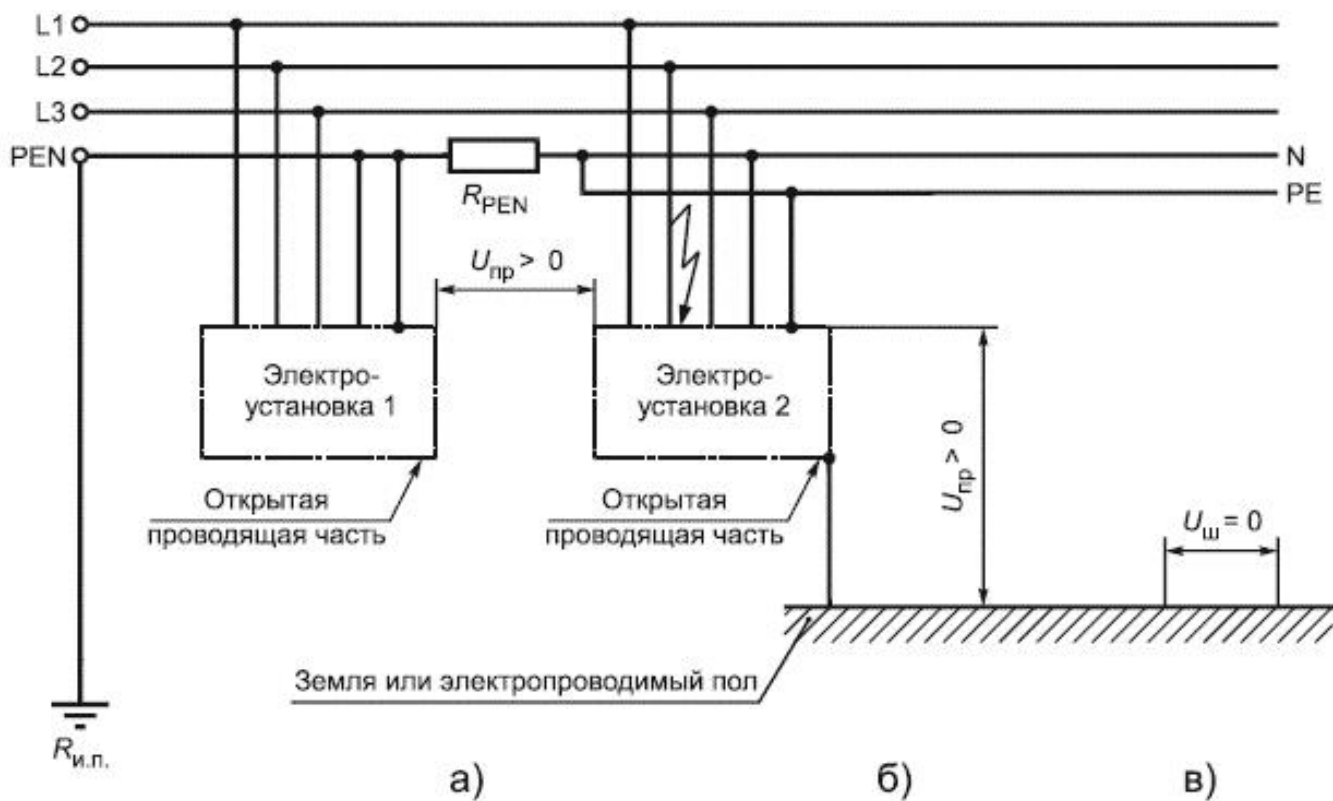 L1
L2
L3
PEN
N
PE
R_PEN
U_пр > 0
Электро-
установка 1
Электро-
установка 2
U_пр > 0
Открытая
проводящая часть
Открытая
проводящая часть
U_ш = 0
Земля или электропроводимый пол
R_и.п.
а)
б)
в)